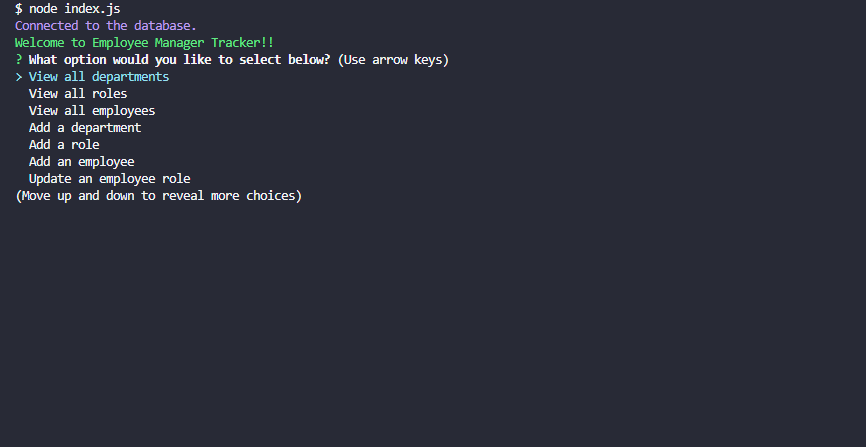 $ node index.js
Connected to the database.
Welcome to Employee Manager Tracker!!
? What option would you like to select below? (Use arrow keys)
> View all departments
View all roles
View all employees
Add a department
Add a role
Add an employee
Update an employee role
(Move up and down to reveal more choices)